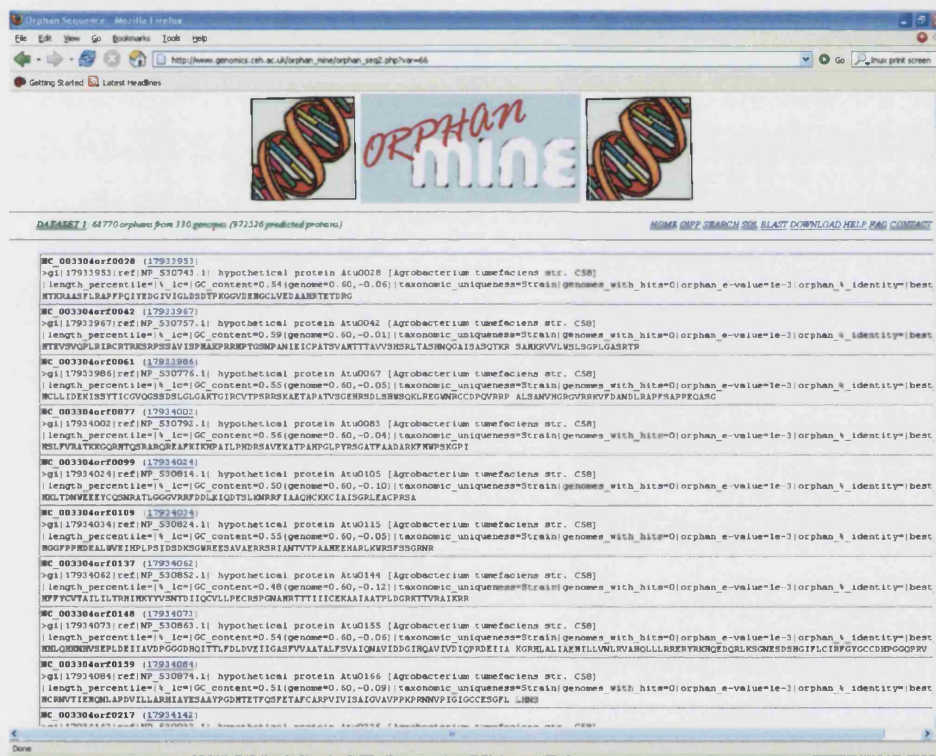 Orphan Sequence - Mozilla Firefox
File Edit View Go Bookmarks Tools Help
http://www.genomics.ceh.ac.uk/orphan_mine/orphan_seq2.php?var=66 Go linux print screen
Getting Started Latest Headlines
ORPHAN
mine
DATASET 1: 68770 orphans from 330 genomes (972526 predicted proteins) HOME GIPP SEARCH SQL BLAST DOWNLOAD HELP FAQ CONTACT
NC_003304orf0028 (17933953)
>gi|17933953|ref|NP_530743.1| hypothetical protein Atu0028 [Agrobacterium tumefaciens str. C58]
|length_percentile=|%_lc=|GC_content=0.54(genome=0.60,-0.06)|taxonomic_uniqueness=Strain|genomes_with_hits=0|orphan_e-value=1e-3|orphan_%_identity=|best
MTKRAASFLRAPFPQIYEDGIVIGLDSDTPKGGVDEMGCLVEDAAHRTETDRG
NC_003304orf0042 (17933967)
>gi|17933967|ref|NP_530757.1| hypothetical protein Atu0042 [Agrobacterium tumefaciens str. C58]
|length_percentile=|%_lc=|GC_content=0.59(genome=0.60,-0.01)|taxonomic_uniqueness=Strain|genomes_with_hits=0|orphan_e-value=1e-3|orphan_%_identity=|best
NC_003304orf0061 (17933986)
>gi|17933986|ref|NP_530776.1| hypothetical protein Atu0067 [Agrobacterium tumefaciens str. C58]
|length_percentile=|%_lc=|GC_content=0.55(genome=0.60,-0.05)|taxonomic_uniqueness=Strain|genomes_with_hits=0|orphan_e-value=1e-3|orphan_%_identity=|best
NC_003304orf0077 (17934002)
>gi|17934002|ref|NP_530792.1| hypothetical protein Atu0083 [Agrobacterium tumefaciens str. C58]
|length_percentile=|%_lc=|GC_content=0.56(genome=0.60,-0.04)|taxonomic_uniqueness=Strain|genomes_with_hits=0|orphan_e-value=1e-3|orphan_%_identity=|best
NC_003304orf0099 (17934024)
>gi|17934024|ref|NP_530814.1| hypothetical protein Atu0105 [Agrobacterium tumefaciens str. C58]
|length_percentile=|%_lc=|GC_content=0.50(genome=0.60,-0.10)|taxonomic_uniqueness=Strain|genomes_with_hits=0|orphan_e-value=1e-3|orphan_%_identity=|best
NC_003304orf0109 (17934034)
>gi|17934034|ref|NP_530824.1| hypothetical protein Atu0115 [Agrobacterium tumefaciens str. C58]
|length_percentile=|%_lc=|GC_content=0.55(genome=0.60,-0.05)|taxonomic_uniqueness=Strain|genomes_with_hits=0|orphan_e-value=1e-3|orphan_%_identity=|best
NC_003304orf0137 (17934062)
>gi|17934062|ref|NP_530852.1| hypothetical protein Atu0144 [Agrobacterium tumefaciens str. C58]
|length_percentile=|%_lc=|GC_content=0.48(genome=0.60,-0.12)|taxonomic_uniqueness=Strain|genomes_with_hits=0|orphan_e-value=1e-3|orphan_%_identity=|best
NC_003304orf0148 (17934073)
>gi|17934073|ref|NP_530863.1| hypothetical protein Atu0155 [Agrobacterium tumefaciens str. C58]
|length_percentile=|%_lc=|GC_content=0.54(genome=0.60,-0.06)|taxonomic_uniqueness=Strain|genomes_with_hits=0|orphan_e-value=1e-3|orphan_%_identity=|best
NC_003304orf0159 (17934084)
>gi|17934084|ref|NP_530874.1| hypothetical protein Atu0166 [Agrobacterium tumefaciens str. C58]
|length_percentile=|%_lc=|GC_content=0.51(genome=0.60,-0.09)|taxonomic_uniqueness=Strain|genomes_with_hits=0|orphan_e-value=1e-3|orphan_%_identity=|best
NC_003304orf0217 (17934142)
Done